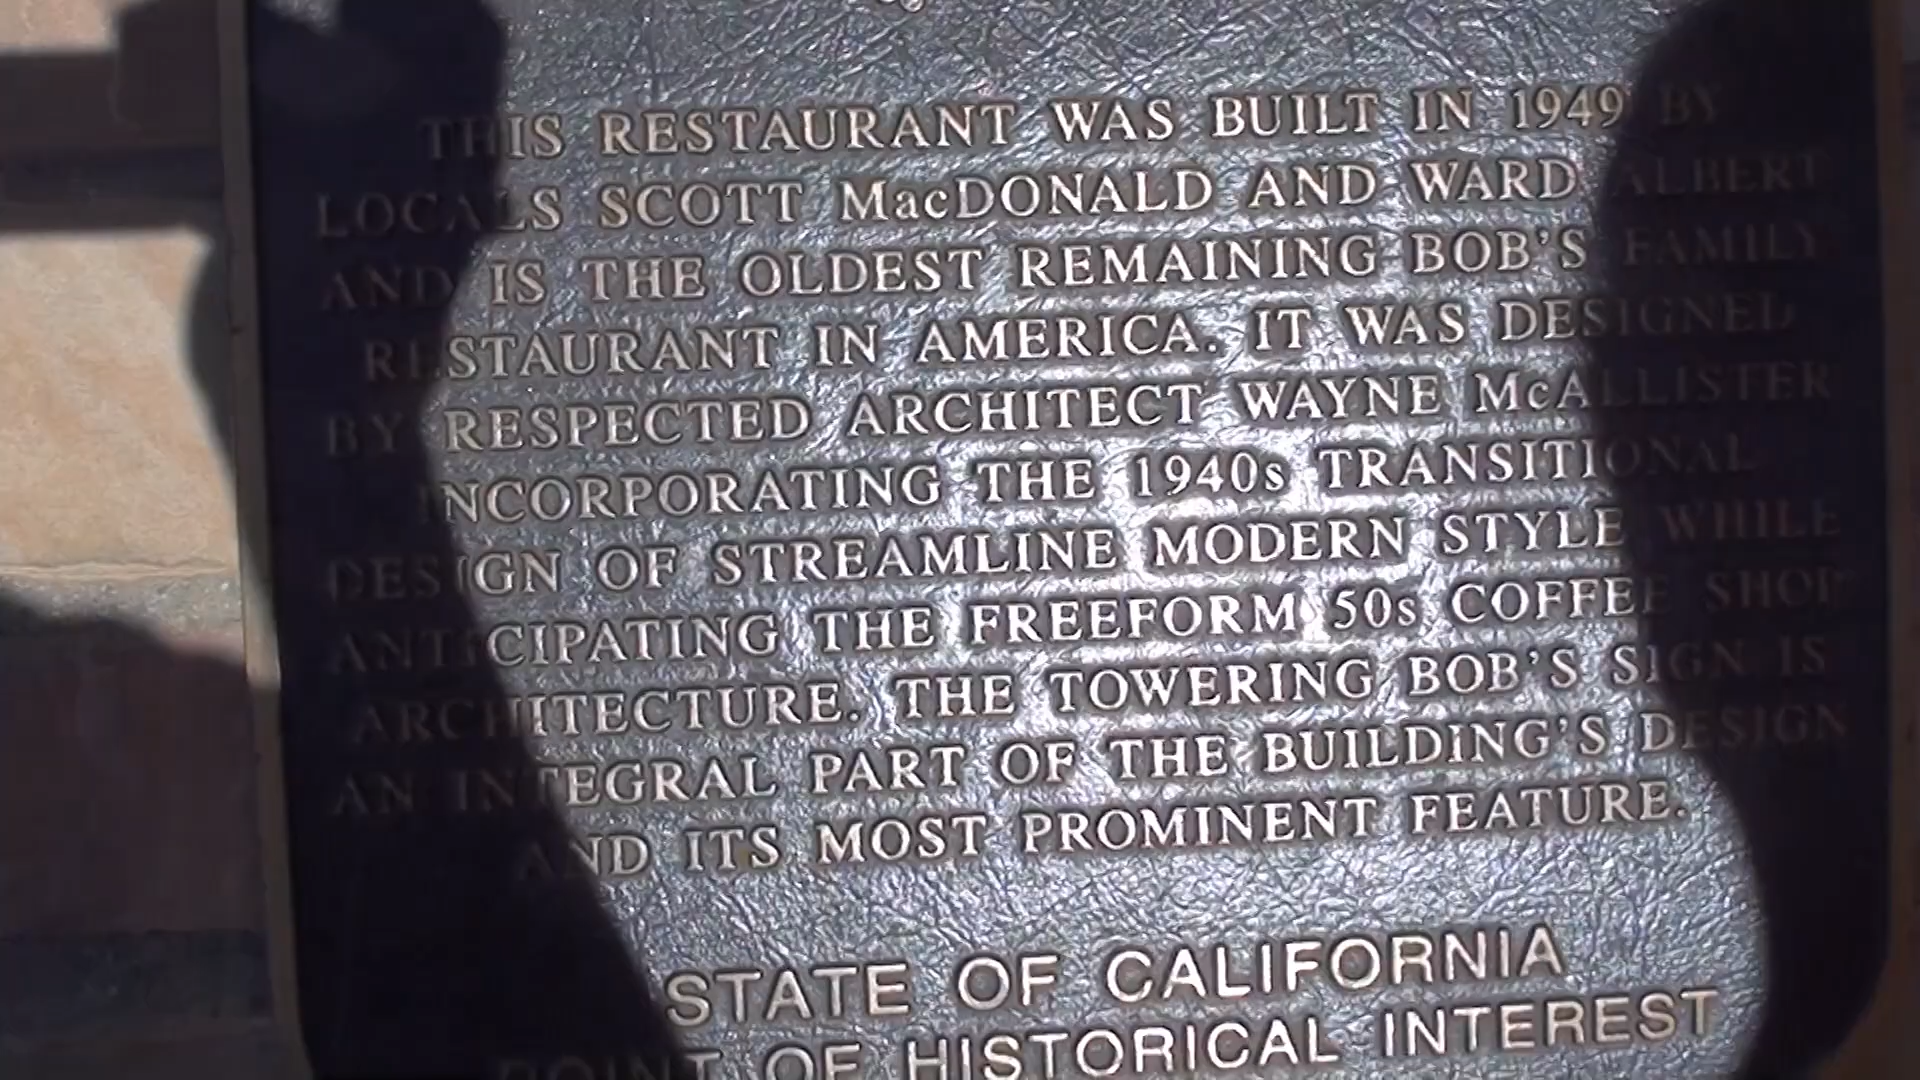 THIS RESTAURANT WAS BUILT IN 1949 BY
LOCALS SCOTT MacDONALD AND WARD ALBERT
AND IS THE OLDEST REMAINING BOB'S FAMILY
RESTAURANT IN AMERICA. IT WAS DESIGNED
BY RESPECTED ARCHITECT WAYNE McALLISTER
INCORPORATING THE 1940s TRANSITIONAL
DESIGN OF STREAMLINE MODERN STYLE WHILE
ANTICIPATING THE FREEFORM 50s COFFEE SHOP
ARCHITECTURE. THE TOWERING BOB'S SIGN IS
AN INTEGRAL PART OF THE BUILDING'S DESIGN
AND ITS MOST PROMINENT FEATURE.
STATE OF CALIFORNIA
POINT OF HISTORICAL INTEREST